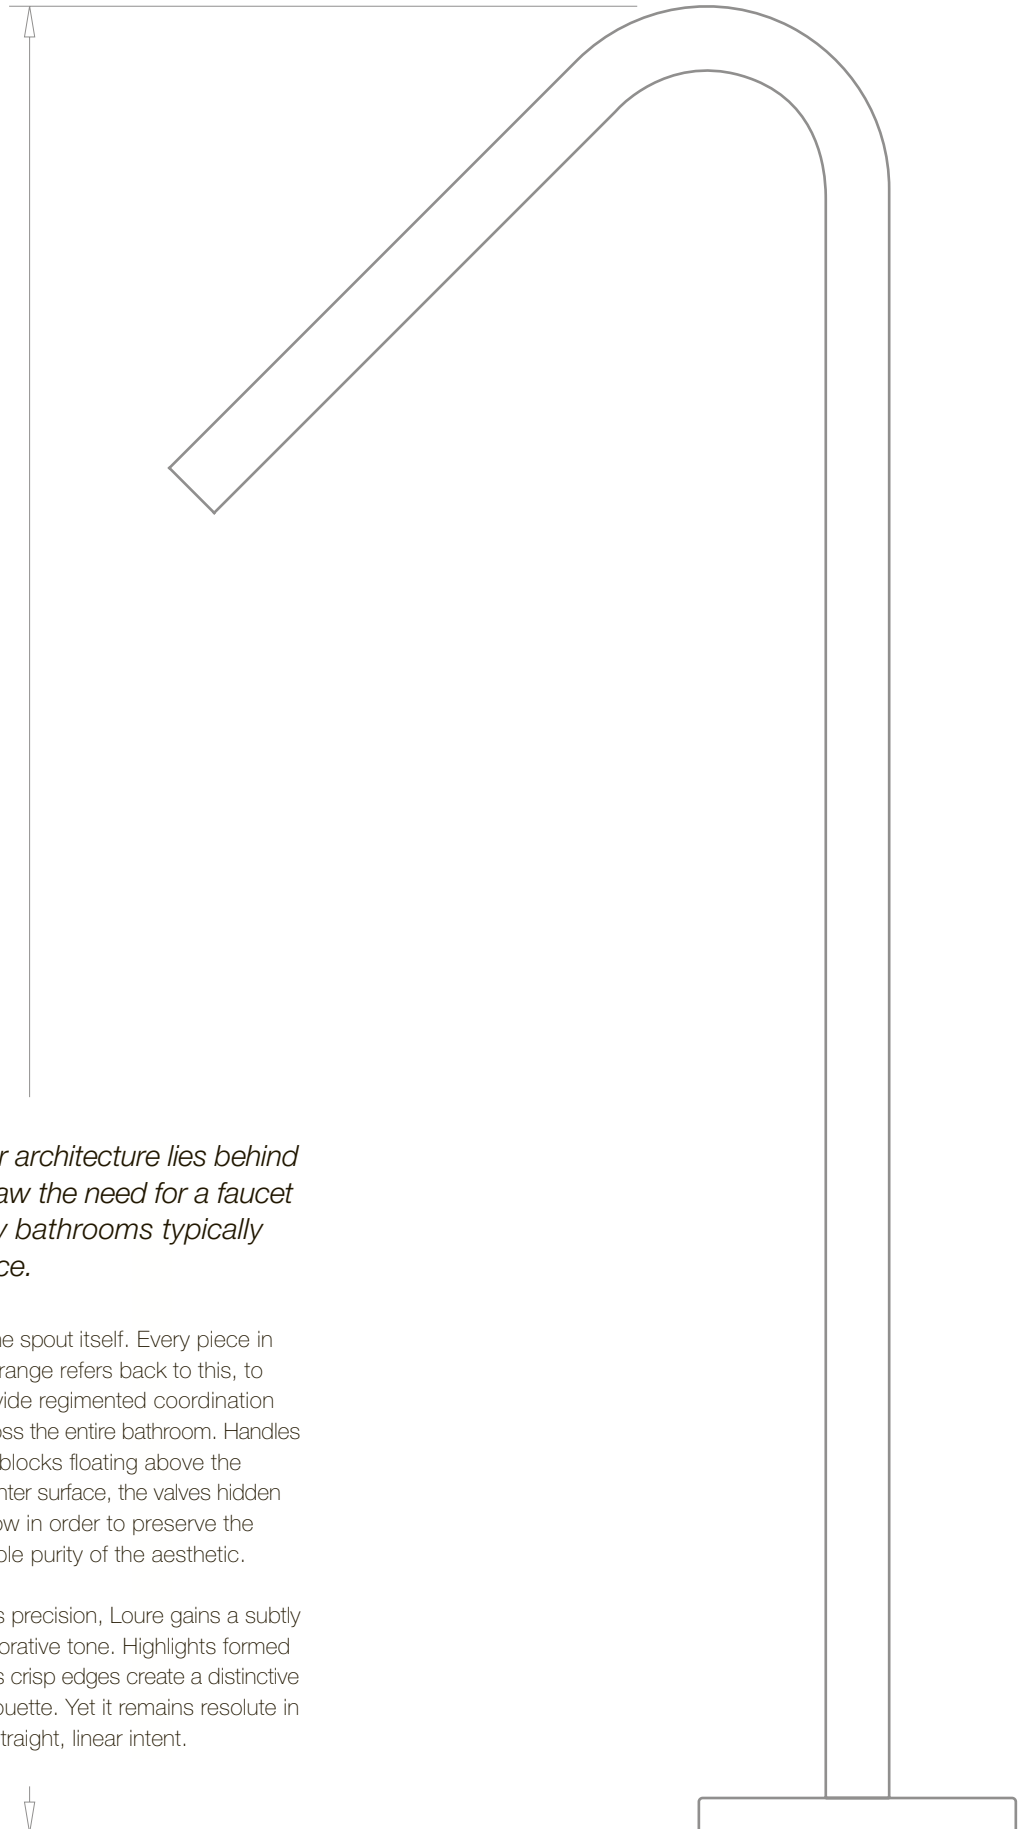 r architecture lies behind
aw the need for a faucet
bathrooms typically
ce.
e spout itself. Every piece in
range refers back to this, to
vide regimented coordination
oss the entire bathroom. Handles
blocks floating above the
nter surface, the valves hidden
ow in order to preserve the
ple purity of the aesthetic.
s precision, Loure gains a subtly
orative tone. Highlights formed
s crisp edges create a distinctive
ouette. Yet it remains resolute in
traight, linear intent.